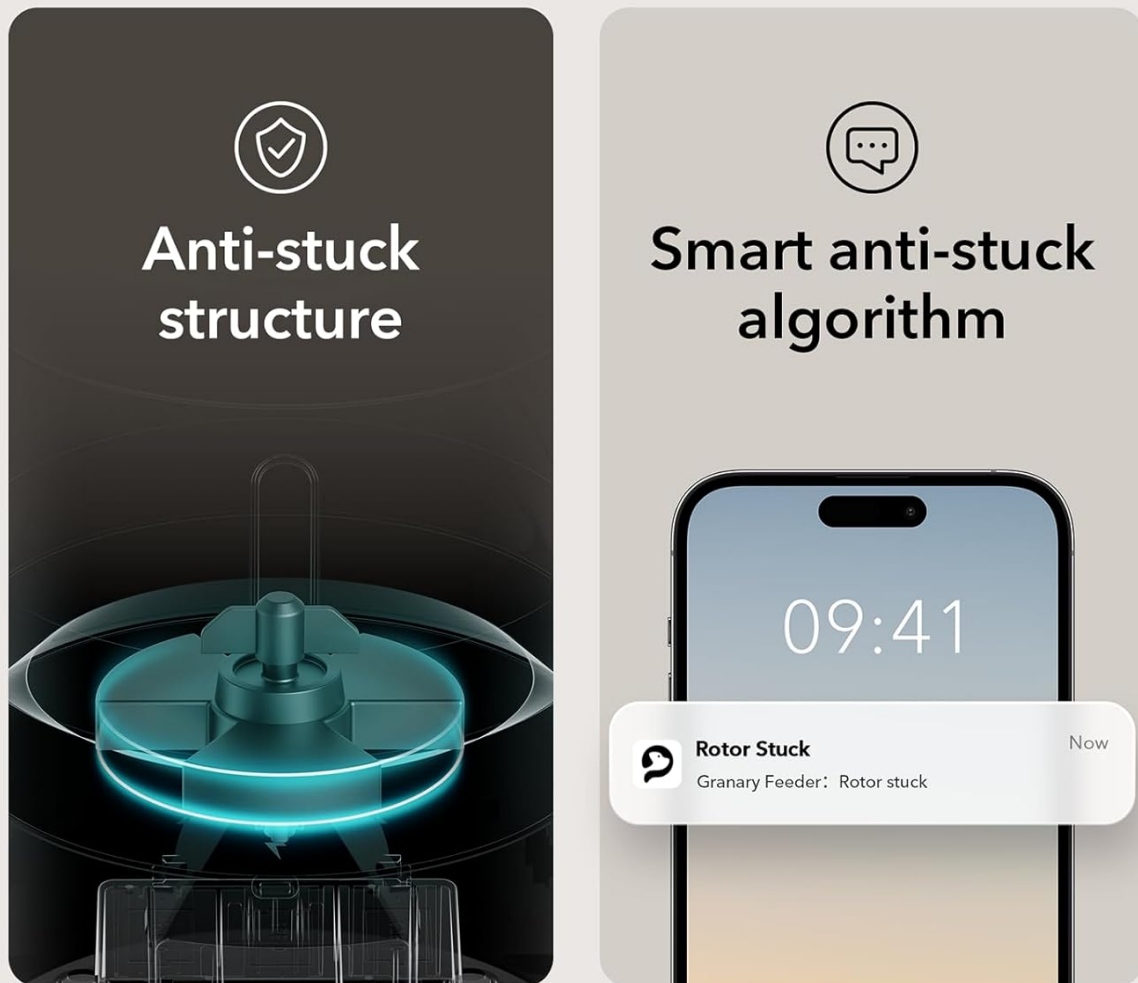 Anti-stuck
structure
Smart anti-stuck
algorithm
09:41
Rotor Stuck
Now
Granary Feeder: Rotor stuck